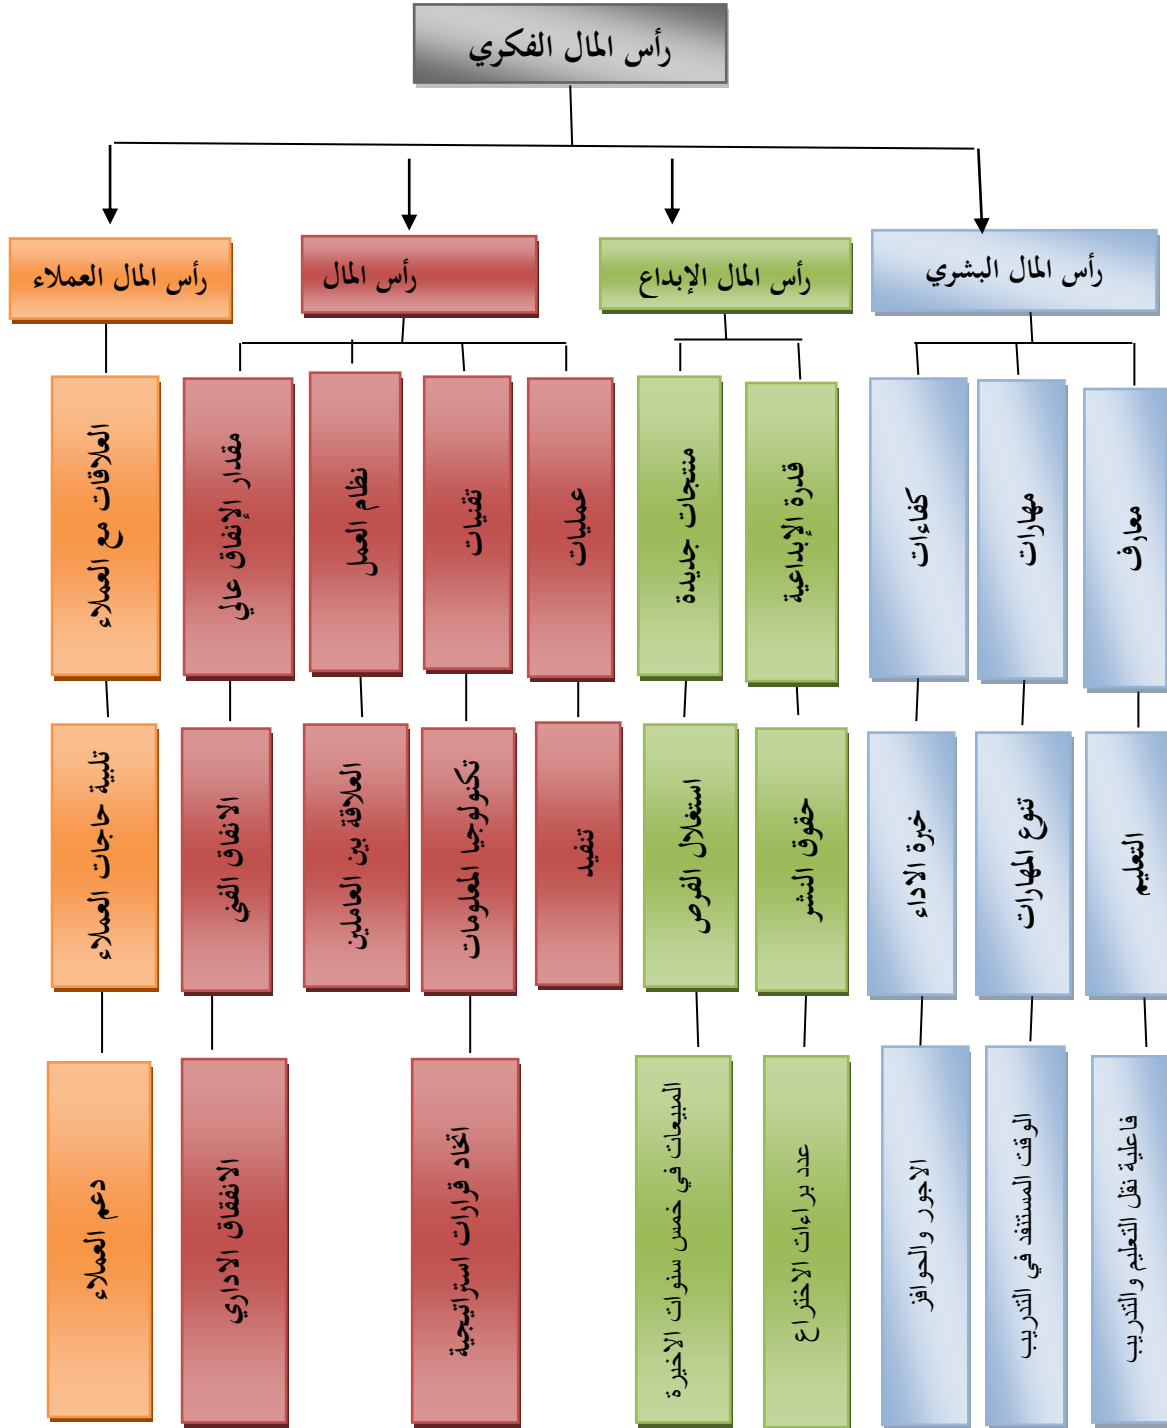 رأس المال الفكري
رأس المال البشري
رأس المال الإبداع
رأس المال
رأس المال العملاء
معارف
مهارات
كفاءات
قدرة الإبداعية
منتجات جديدة
عمليات
تقنيات
نظام العمل
مقدار الإنفاق عالي
العلاقات مع العملاء
التعليم
تنوع المهارات
خبرة الاداء
حقوق النشر
استغلال الفرص
تنفيد
تكنولوجيا المعلومات
العلاقة بين العاملين
الانفاق الفني
تلبية حاجات العملاء
فاعلية نقل التعليم والتدريب
الوقت المستنفد في التدريب
الاجور والحوافز
عدد براءات الاختراع
المبيعات في خمس سنوات الاخيرة
اتخاد قرارات استراتيجية
الانفقاق الاداري
دعم العملاء